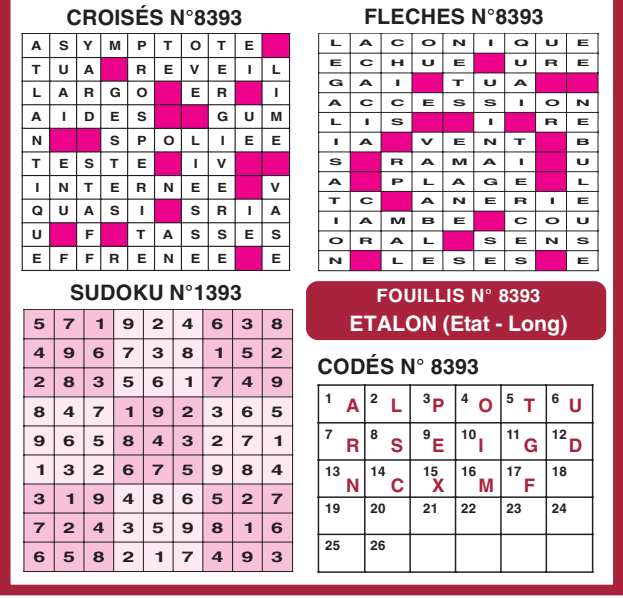 CROISÉS N°8393
A S Y M P T O T E
T U A R E V E I L
L A R G O E R I
A I D E S G U M
N S P O L I E E
T E S T E I V
I N T E R N E E V
Q U A S I S R I A
U F T A S S E S
E F F R E N E E E
FLECHES N°8393
L A C O N I Q U E
E C H U E U R E
G A I T U A
A C C E S S I O N
L I S I R E
I A V E N T B
S R A M A I U
A P L A G E L
T C A N E R I E
I A M B E C O U
O R A L S E N S
N L E S E S E
SUDOKU N°1393
5 7 1 9 2 4 6 3 8
4 9 6 7 3 8 1 5 2
2 8 3 5 6 1 7 4 9
8 4 7 1 9 2 3 6 5
9 6 5 8 4 3 2 7 1
1 3 2 6 7 5 9 8 4
3 1 9 4 8 6 5 2 7
7 2 4 3 5 9 8 1 6
6 5 8 2 1 7 4 9 3
FOUILLIS N° 8393
ETALON (Etat - Long)
CODÉS N° 8393
1 A 2 L 3 P 4 O 5 T 6 U
7 R 8 S 9 E 10 I 11 G 12 D
13 N 14 C 15 X 16 M 17 F 18
19 20 21 22 23 24
25 26